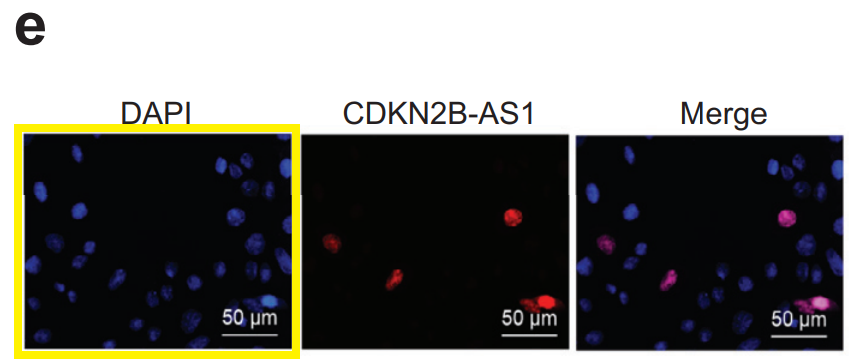 e
DAPI
CDKN2B-AS1
Merge
50 µm
50 µm
50 µm